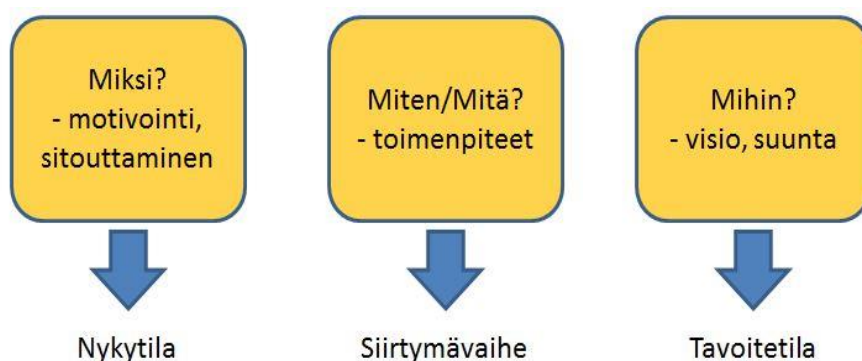 Miksi?
- motivointi,
sitouttaminen
Miten/Mitä?
- toimenpiteet
Mihin?
- visio, suunta
Nykytila
Siirtymävaihe
Tavoitetila